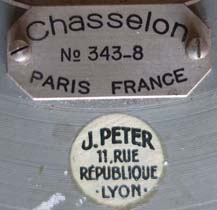 Chasselon
No 343-8
PARIS FRANCE
J. PETER
11, RUE
RÉPUBLIQUE
·LYON·